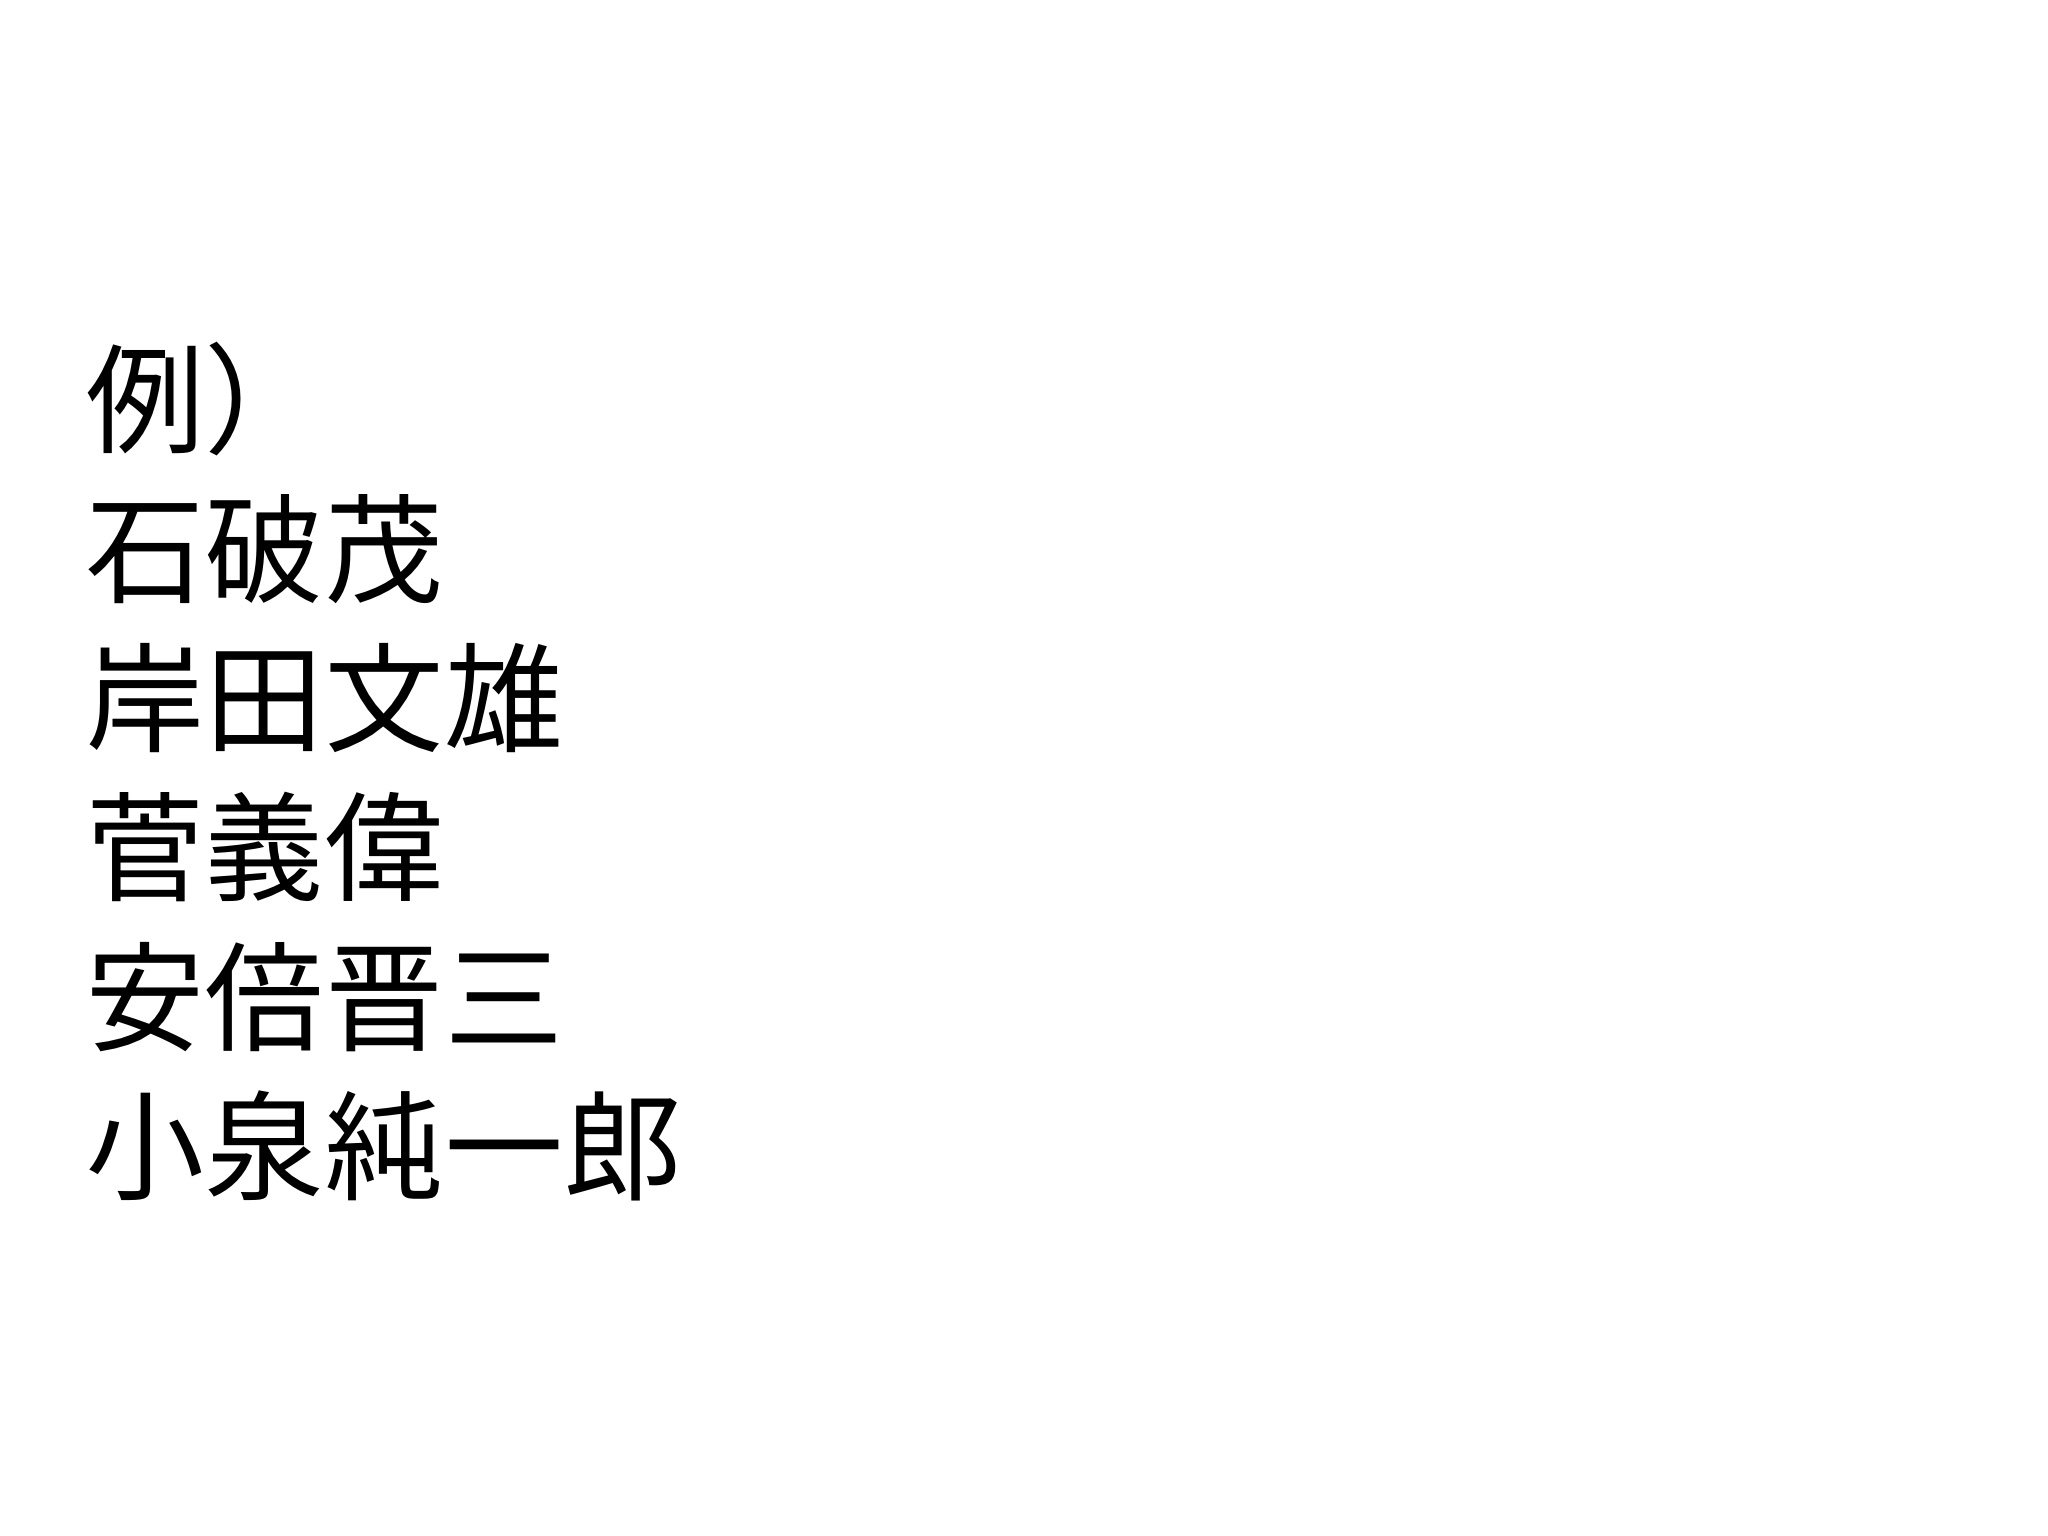 例）
石破茂
岸田文雄
菅義偉
安倍晋三
小泉純一郎